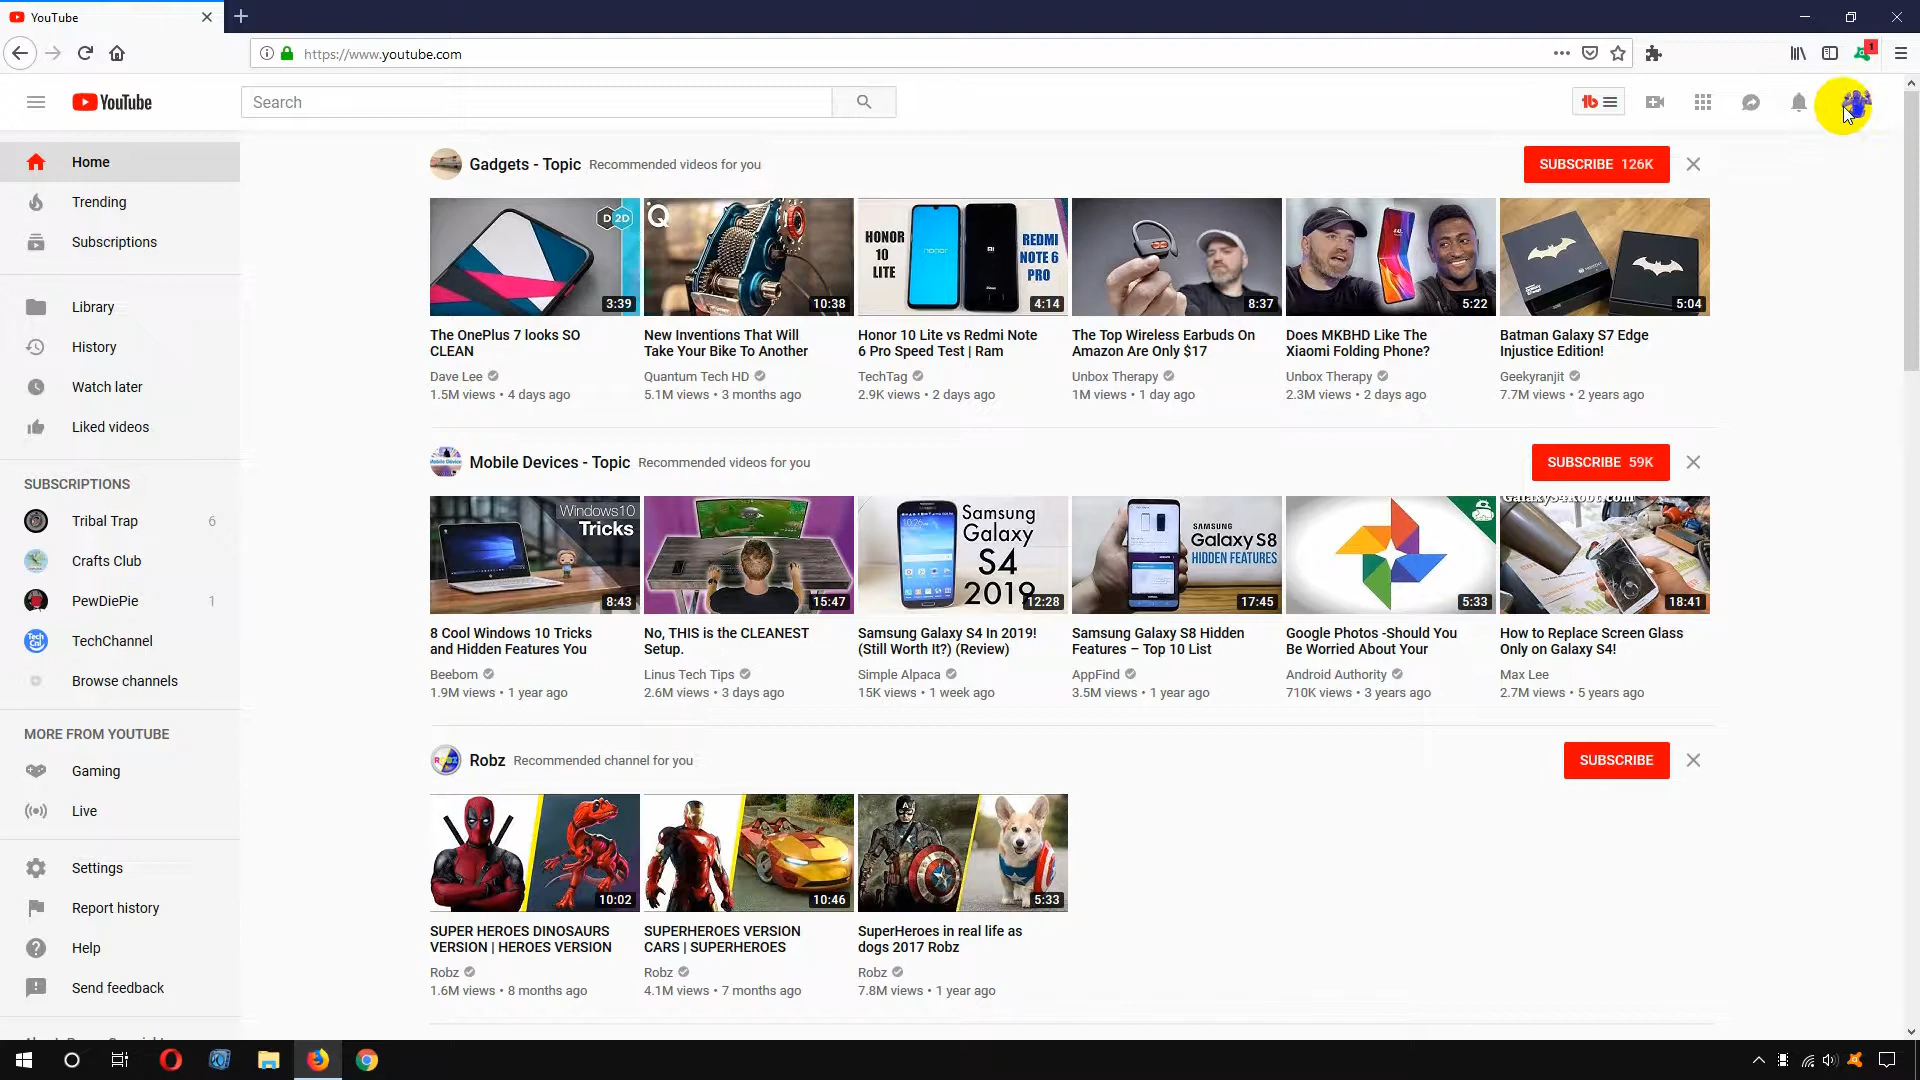 YouTube
https://www.youtube.com
1
YouTube
Search
tb
Home
Trending
Subscriptions
Library
History
Watch later
Liked videos
SUBSCRIPTIONS
Tribal Trap 6
Crafts Club
PewDiePie 1
TechChannel
Browse channels
MORE FROM YOUTUBE
Gaming
Live
Settings
Report history
Help
Send feedback
Gadgets - Topic Recommended videos for you
SUBSCRIBE 126K
D2D
3:39
Q
10:38
HONOR 10 LITE
honor
REDMI NOTE 6 PRO
4:14
8:37
5:22
5:04
The OnePlus 7 looks SO CLEAN
Dave Lee
1.5M views • 4 days ago
New Inventions That Will Take Your Bike To Another
Quantum Tech HD
5.1M views • 3 months ago
Honor 10 Lite vs Redmi Note 6 Pro Speed Test | Ram
TechTag
2.9K views • 2 days ago
The Top Wireless Earbuds On Amazon Are Only $17
Unbox Therapy
1M views • 1 day ago
Does MKBHD Like The Xiaomi Folding Phone?
Unbox Therapy
2.3M views • 2 days ago
Batman Galaxy S7 Edge Injustice Edition!
Geekyranjit
7.7M views • 2 years ago
Mobile Devices - Topic Recommended videos for you
SUBSCRIBE 59K
Windows10 Tricks
8:43
15:47
Samsung Galaxy S4 2019
12:28
SAMSUNG GalaxyS8 HIDDEN FEATURES
17:45
5:33
GalaxyS4Root.com
18:41
8 Cool Windows 10 Tricks and Hidden Features You
Beebom
1.9M views • 1 year ago
No, THIS is the CLEANEST Setup.
Linus Tech Tips
2.6M views • 3 days ago
Samsung Galaxy S4 In 2019! (Still Worth It?) (Review)
Simple Alpaca
15K views • 1 week ago
Samsung Galaxy S8 Hidden Features – Top 10 List
AppFind
3.5M views • 1 year ago
Google Photos -Should You Be Worried About Your
Android Authority
710K views • 3 years ago
How to Replace Screen Glass Only on Galaxy S4!
Max Lee
2.7M views • 5 years ago
Robz Recommended channel for you
SUBSCRIBE
10:02
10:46
5:33
SUPER HEROES DINOSAURS VERSION | HEROES VERSION
Robz
1.6M views • 8 months ago
SUPERHEROES VERSION CARS | SUPERHEROES
Robz
4.1M views • 7 months ago
SuperHeroes in real life as dogs 2017 Robz
Robz
7.8M views • 1 year ago